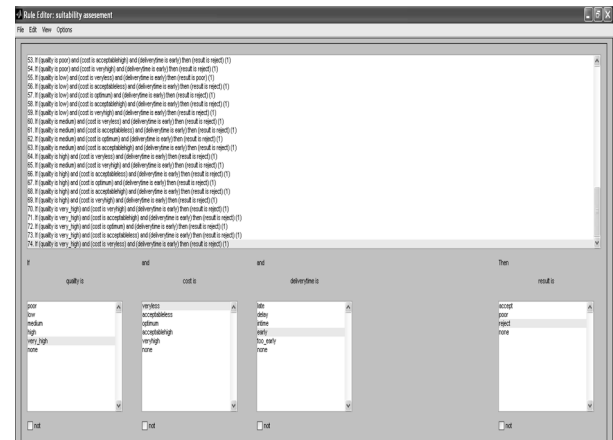 Rule Editor: suitability assesement
File Edit View Options
53. If (quality is poor) and (cost is acceptablehigh) and (deliverytime is early) then (result is reject) (1)
54. If (quality is poor) and (cost is veryhigh) and (deliverytime is early) then (result is reject) (1)
55. If (quality is low) and (cost is veryless) and (deliverytime is early) then (result is poor) (1)
56. If (quality is low) and (cost is acceptableless) and (deliverytime is early) then (result is reject) (1)
57. If (quality is low) and (cost is optimum) and (deliverytime is early) then (result is reject) (1)
58. If (quality is low) and (cost is acceptablehigh) and (deliverytime is early) then (result is reject) (1)
59. If (quality is low) and (cost is veryhigh) and (deliverytime is early) then (result is reject) (1)
60. If (quality is medium) and (cost is veryless) and (deliverytime is early) then (result is reject) (1)
61. If (quality is medium) and (cost is acceptableless) and (deliverytime is early) then (result is reject) (1)
62. If (quality is medium) and (cost is optimum) and (deliverytime is early) then (result is reject) (1)
63. If (quality is medium) and (cost is acceptablehigh) and (deliverytime is early) then (result is reject) (1)
64. If (quality is high) and (cost is veryless) and (deliverytime is early) then (result is reject) (1)
65. If (quality is medium) and (cost is veryhigh) and (deliverytime is early) then (result is reject) (1)
66. If (quality is high) and (cost is acceptableless) and (deliverytime is early) then (result is reject) (1)
67. If (quality is high) and (cost is optimum) and (deliverytime is early) then (result is reject) (1)
68. If (quality is high) and (cost is acceptablehigh) and (deliverytime is early) then (result is reject) (1)
69. If (quality is high) and (cost is veryhigh) and (deliverytime is early) then (result is reject) (1)
70. If (quality is very_high) and (cost is veryhigh) and (deliverytime is early) then (result is reject) (1)
71. If (quality is very_high) and (cost is acceptablehigh) and (deliverytime is early) then (result is reject) (1)
72. If (quality is very_high) and (cost is optimum) and (deliverytime is early) then (result is reject) (1)
73. If (quality is very_high) and (cost is acceptableless) and (deliverytime is early) then (result is reject) (1)
74. If (quality is very_high) and (cost is veryless) and (deliverytime is early) then (result is reject) (1)
If and and Then
quality is cost is deliverytime is result is
poor veryless late accept
low acceptableless delay poor
medium optimum intime reject
high acceptablehigh early none
very_high veryhigh too_early
none none none
not not not not